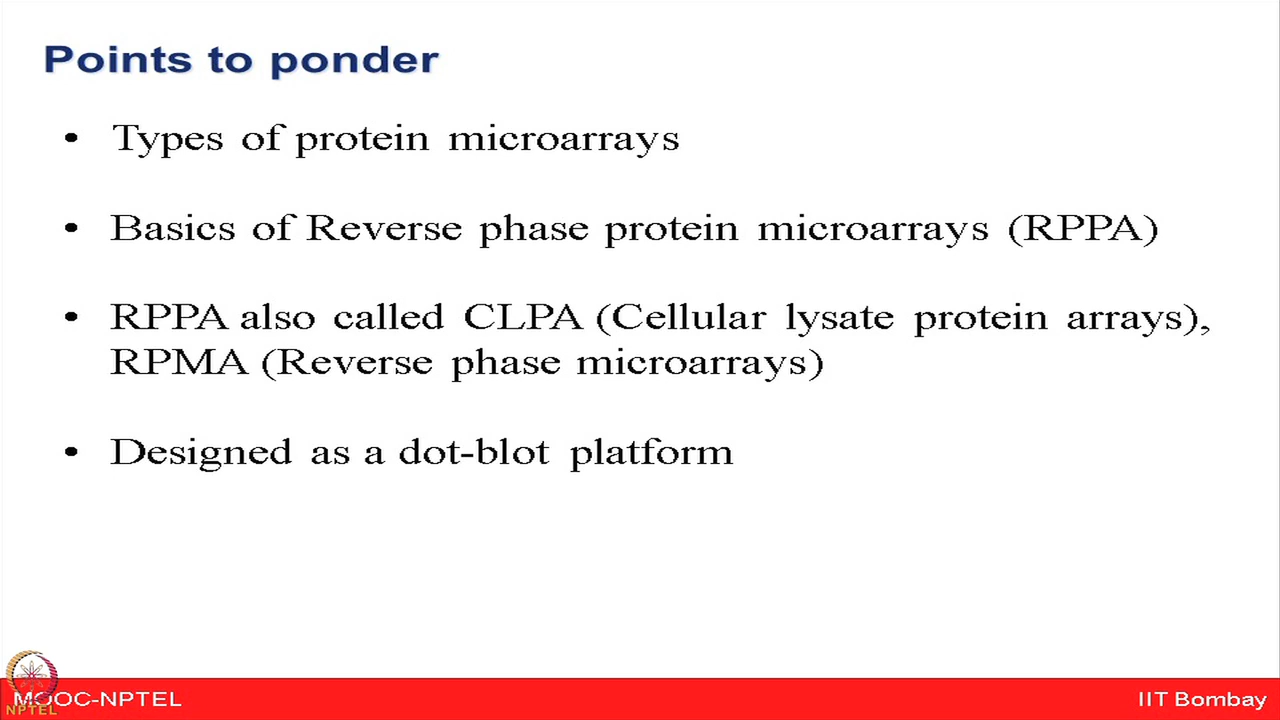 Points to ponder
• Types of protein microarrays
• Basics of Reverse phase protein microarrays (RPPA)
• RPPA also called CLPA (Cellular lysate protein arrays),
RPMA (Reverse phase microarrays)
• Designed as a dot-blot platform
MOOC-NPTEL
NPTEL
IIT Bombay